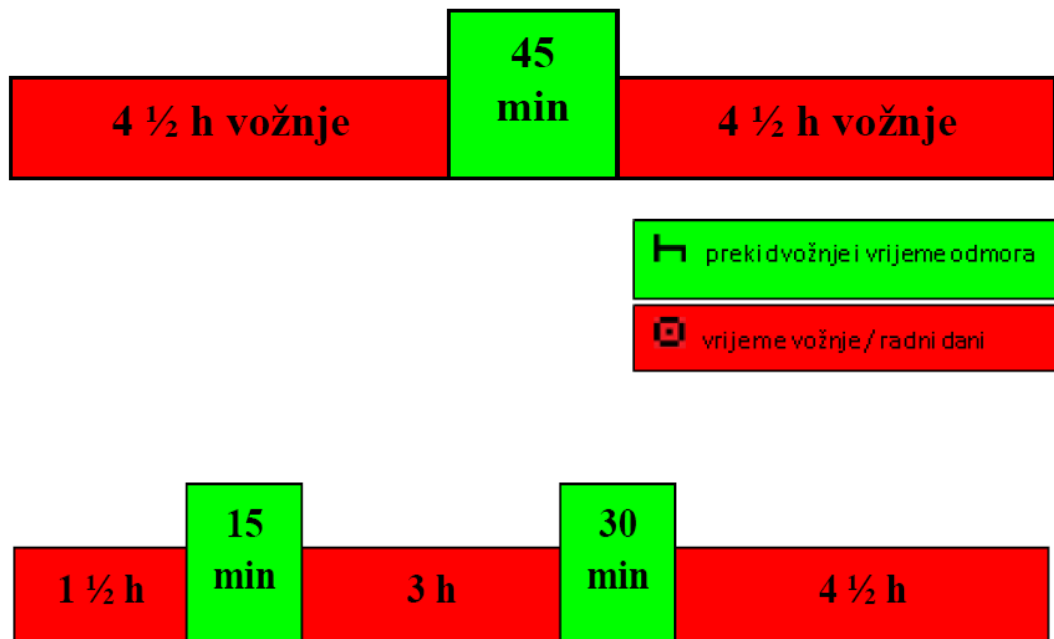 45
min
4 ½ h vožnje
4 ½ h vožnje
prekid vožnje i vrijeme odmora
vrijeme vožnje / radni dani
15
min
30
min
1 ½ h
3 h
4 ½ h